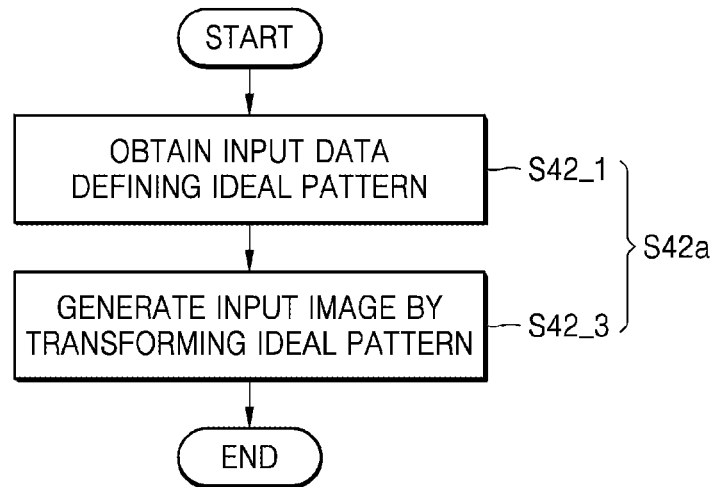 START
OBTAIN INPUT DATA
DEFINING IDEAL PATTERN
S42_1
S42a
GENERATE INPUT IMAGE BY
TRANSFORMING IDEAL PATTERN
S42_3
END